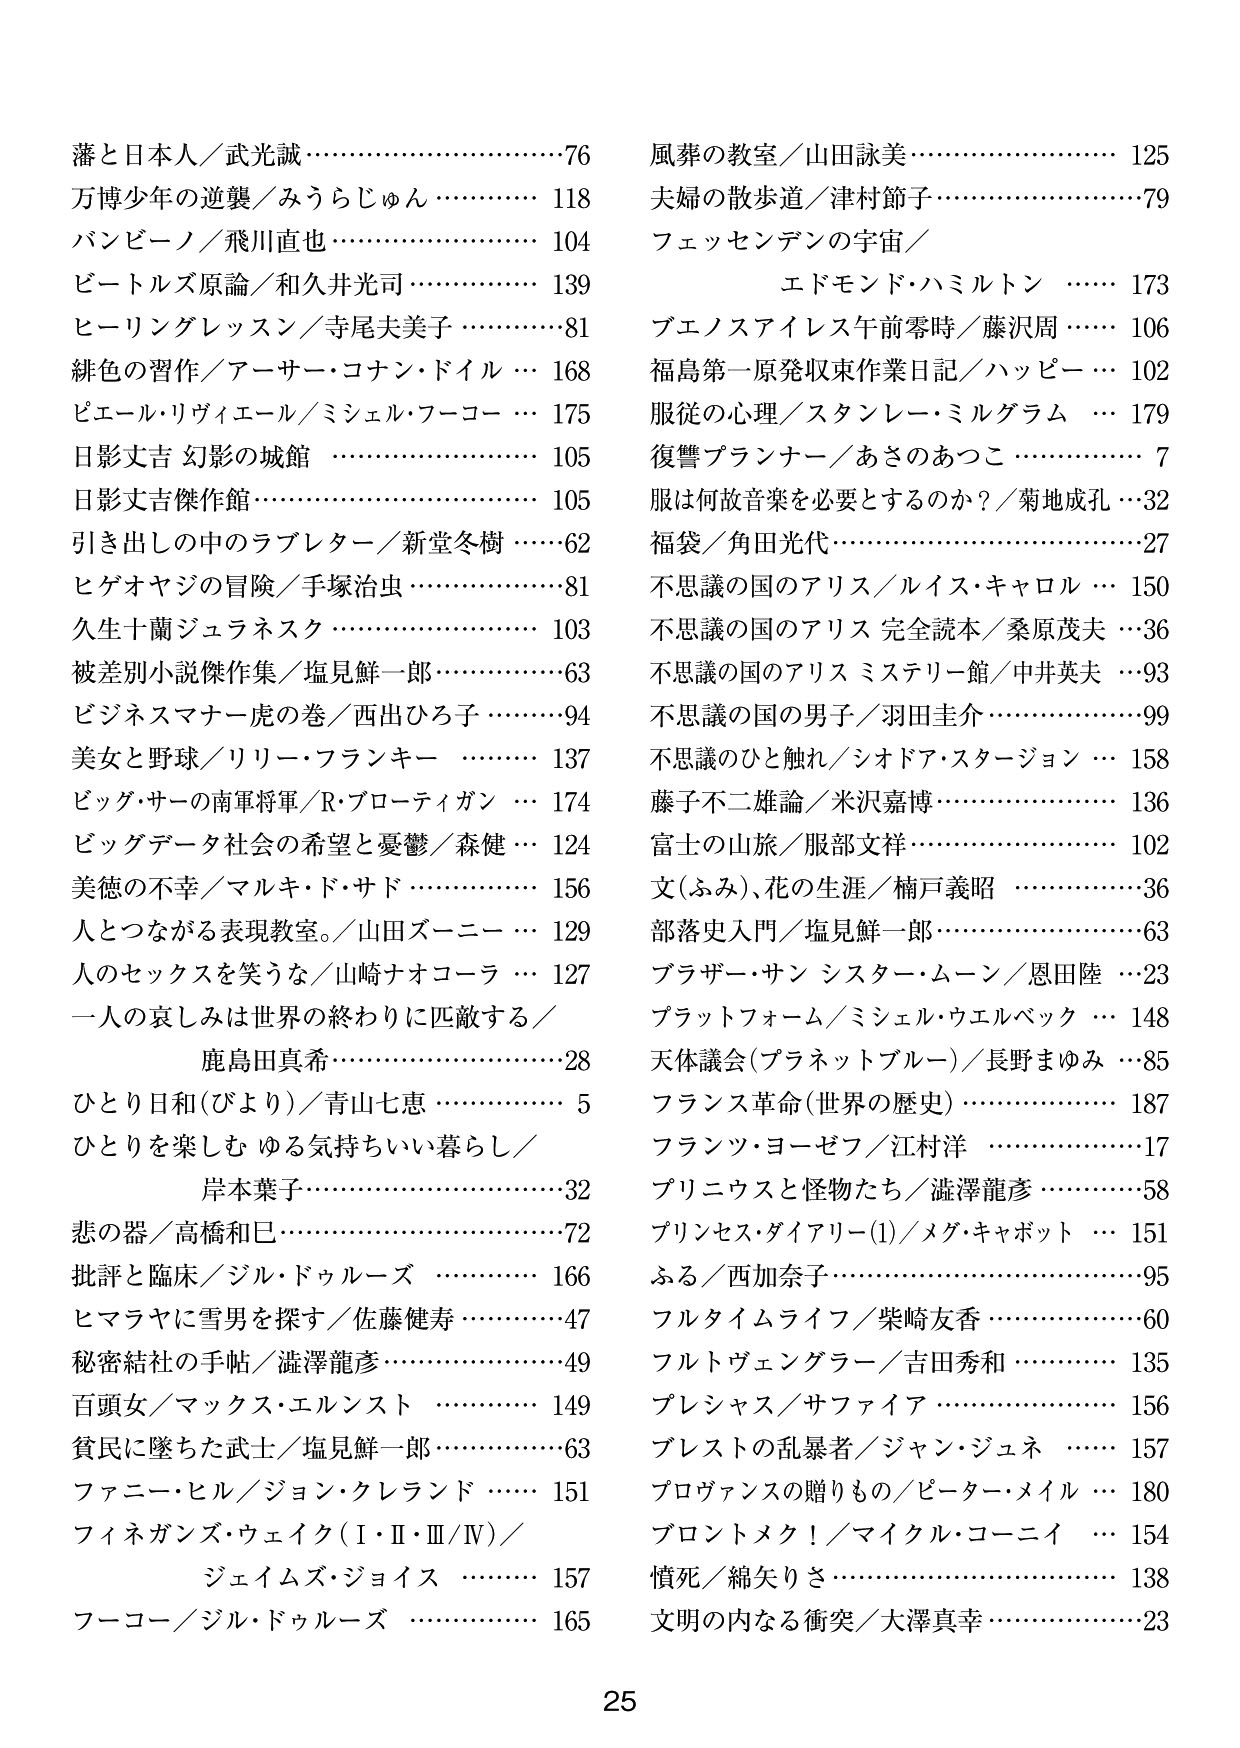 藩と日本人／武光誠…………………………76
万博少年の逆襲／みうらじゅん………… 118
バンビーノ／飛川直也…………………… 104
ビートルズ原論／和久井光司…………… 139
ヒーリングレッスン／寺尾夫美子…………81
緋色の習作／アーサー・コナン・ドイル … 168
ピエール・リヴィエール／ミシェル・フーコー … 175
日影丈吉 幻影の城館 …………………… 105
日影丈吉傑作館…………………………… 105
引き出しの中のラブレター／新堂冬樹……62
ヒゲオヤジの冒険／手塚治虫………………81
久生十蘭ジュラネスク…………………… 103
被差別小説傑作集／塩見鮮一郎……………63
ビジネスマナー虎の巻／西出ひろ子………94
美女と野球／リリー・フランキー ……… 137
ビッグ・サーの南軍将軍／R・ブローティガン … 174
ビッグデータ社会の希望と憂鬱／森健… 124
美徳の不幸／マルキ・ド・サド…………… 156
人とつながる表現教室。／山田ズーニー… 129
人のセックスを笑うな／山崎ナオコーラ … 127
一人の哀しみは世界の終わりに匹敵する／
鹿島田真希………………………28
ひとり日和(びより)／青山七恵…………… 5
ひとりを楽しむ ゆる気持ちいい暮らし／
岸本葉子…………………………32
悲の器／高橋和巳……………………………72
批評と臨床／ジル・ドゥルーズ ………… 166
ヒマラヤに雪男を探す／佐藤健寿…………47
秘密結社の手帖／澁澤龍彥…………………49
百頭女／マックス・エルンスト ………… 149
貧民に墜ちた武士／塩見鮮一郎……………63
ファニー・ヒル／ジョン・クレランド …… 151
フィネガンズ・ウェイク(Ⅰ・Ⅱ・Ⅲ/Ⅳ)／
ジェイムズ・ジョイス ……… 157
フーコー／ジル・ドゥルーズ …………… 165
風葬の教室／山田詠美…………………… 125
夫婦の散歩道／津村節子……………………79
フェッセンデンの宇宙／
エドモンド・ハミルトン …… 173
ブエノスアイレス午前零時／藤沢周…… 106
福島第一原発収束作業日記／ハッピー… 102
服従の心理／スタンレー・ミルグラム … 179
復讐プランナー／あさのあつこ…………… 7
服は何故音楽を必要とするのか？／菊地成孔…32
福袋／角田光代………………………………27
不思議の国のアリス／ルイス・キャロル … 150
不思議の国のアリス 完全読本／桑原茂夫 …36
不思議の国のアリス ミステリー館／中井英夫 …93
不思議の国の男子／羽田圭介………………99
不思議のひと触れ／シオドア・スタージョン … 158
藤子不二雄論／米沢嘉博………………… 136
富士の山旅／服部文祥…………………… 102
文(ふみ)、花の生涯／楠戸義昭 ……………36
部落史入門／塩見鮮一郎……………………63
ブラザー・サン シスター・ムーン／恩田陸 …23
プラットフォーム／ミシェル・ウエルベック … 148
天体議会(プラネットブルー)／長野まゆみ …85
フランス革命(世界の歴史)……………… 187
フランツ・ヨーゼフ／江村洋 ………………17
プリニウスと怪物たち／澁澤龍彥…………58
プリンセス・ダイアリー(1)／メグ・キャボット … 151
ふる／西加奈子………………………………95
フルタイムライフ／柴崎友香………………60
フルトヴェングラー／吉田秀和………… 135
プレシャス／サファイア………………… 156
ブレストの乱暴者／ジャン・ジュネ …… 157
プロヴァンスの贈りもの／ピーター・メイル … 180
ブロントメク！／マイクル・コーニイ … 154
憤死／綿矢りさ…………………………… 138
文明の内なる衝突／大澤真幸………………23
25